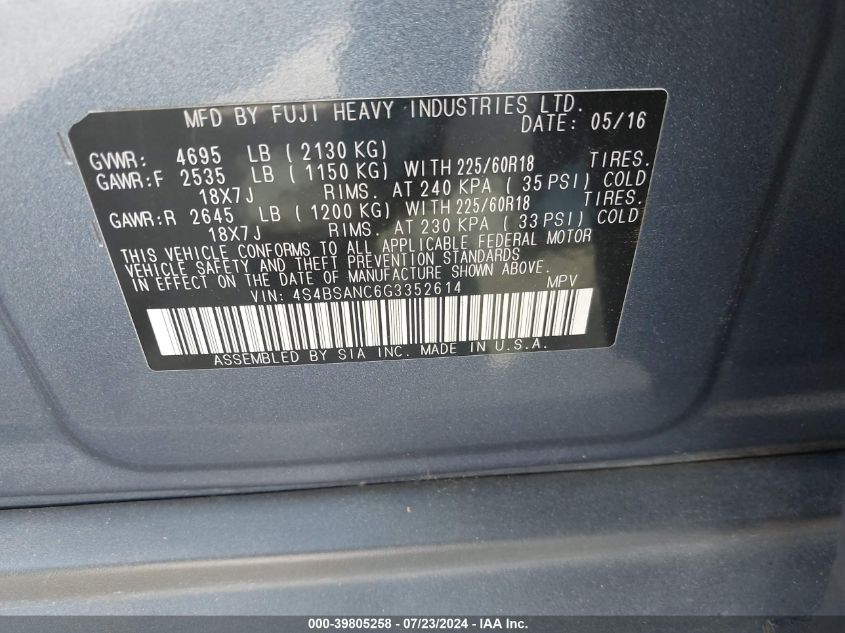 MFD BY FUJI HEAVY INDUSTRIES LTD.
DATE: 05/16
GVWR: 4695 LB ( 2130 KG)
GAWR:F 2535 LB ( 1150 KG) WITH 225/60R18 TIRES.
18X7J RIMS. AT 240 KPA ( 35 PSI) COLD
GAWR:R 2645 LB ( 1200 KG) WITH 225/60R18 TIRES.
18X7J RIMS. AT 230 KPA ( 33 PSI) COLD
THIS VEHICLE CONFORMS TO ALL APPLICABLE FEDERAL MOTOR
VEHICLE SAFETY AND THEFT PREVENTION STANDARDS
IN EFFECT ON THE DATE OF MANUFACTURE SHOWN ABOVE.
VIN: 4S4BSANC6G3352614 MPV
ASSEMBLED BY SIA INC. MADE IN U.S.A.
000-39805258 - 07/23/2024 - IAAI.com